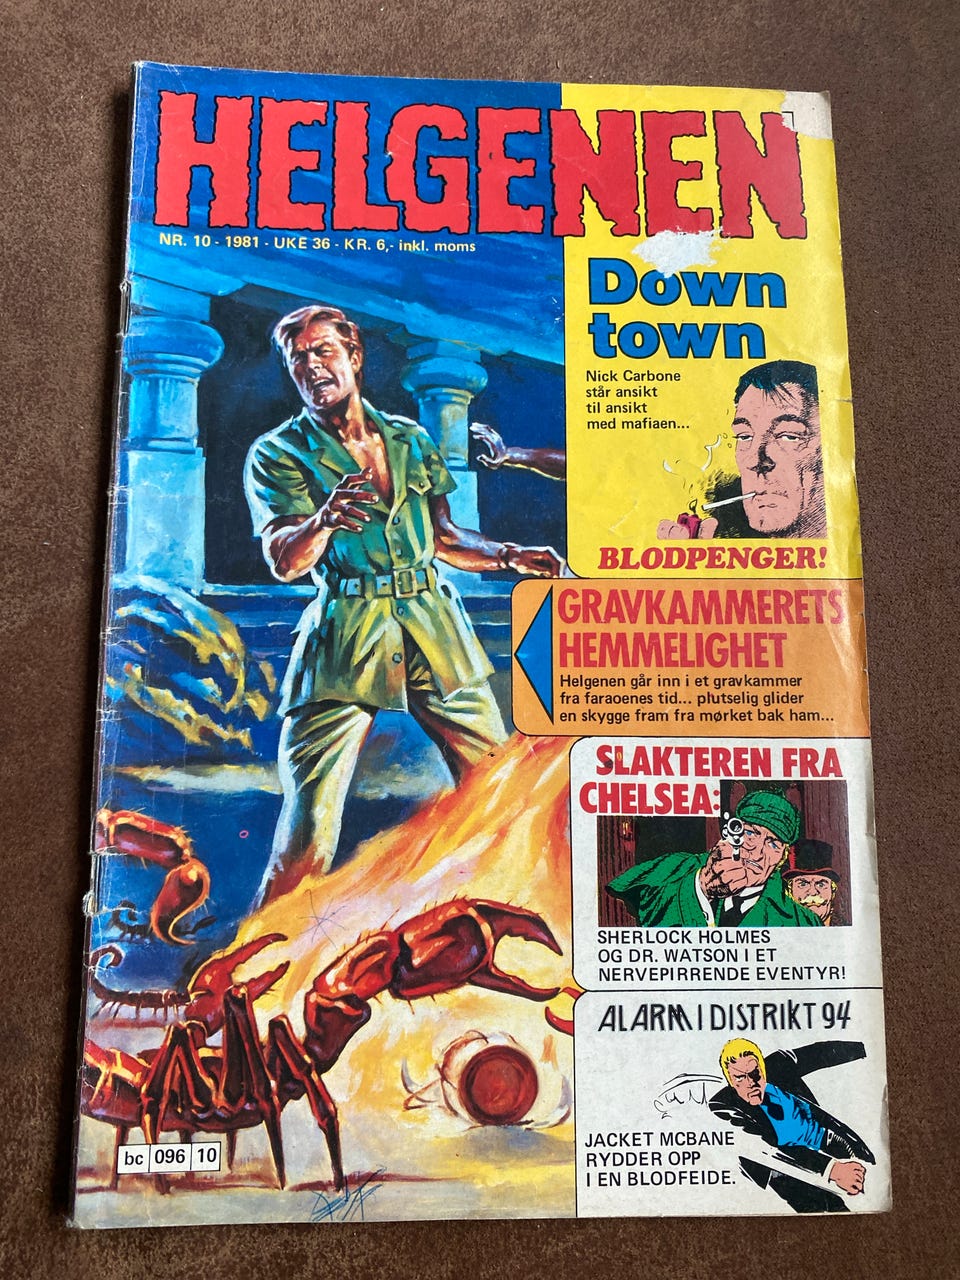 HELGENEN
NR. 10 - 1981 - UKE 36 - KR. 6,- inkl. moms
Down
town
Nick Carbone
står ansikt
til ansikt
med mafiaen...
BLODPENGER!
GRAVKAMMERETS
HEMMELIGHET
Helgenen går inn i et gravkammer
fra faraoenes tid... plutselig glider
en skygge fram fra mørket bak ham...
SLAKTEREN FRA
CHELSEA:
SHERLOCK HOLMES
OG DR. WATSON I ET
NERVEPIRRENDE EVENTYR!
ALARM I DISTRIKT 94
JACKET MCBANE
RYDDER OPP
I EN BLODFEIDE.
bc 096 10